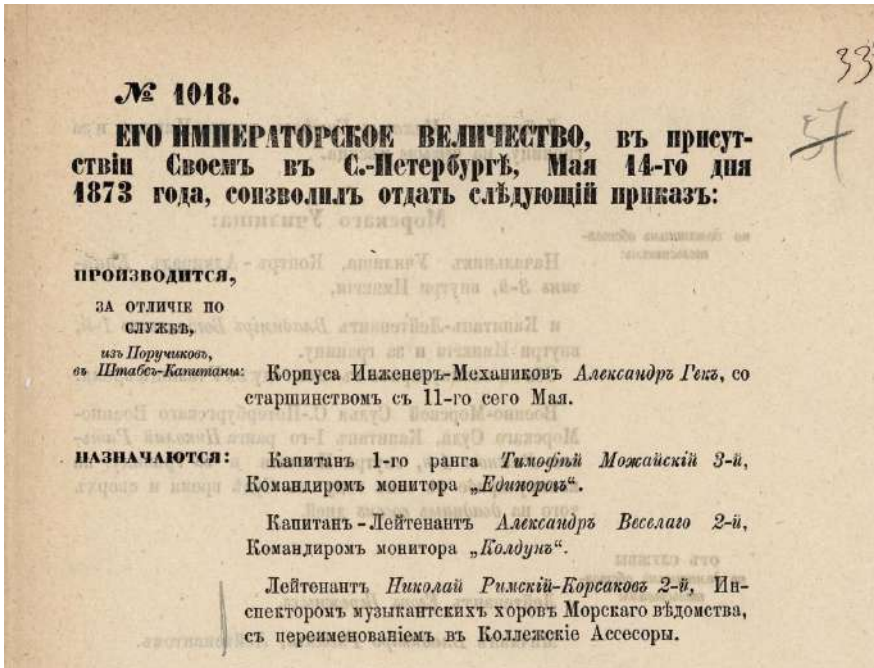 33
57
№ 1018.
ЕГО ИМПЕРАТОРСКОЕ ВЕЛИЧЕСТВО, въ присут-
ствіи Своемъ въ С.-Петербургѣ, Мая 14-го дня
1873 года, соизволилъ отдать слѣдующій приказъ:
ПРОИЗВОДИТСЯ,
ЗА ОТЛИЧІЕ ПО
СЛУЖБѢ,
изъ Поручиковъ,
въ Штабсъ-Капитаны: Корпуса Инженеръ-Механиковъ Александръ Гекъ, со
старшинствомъ съ 11-го сего Мая.
НАЗНАЧАЮТСЯ: Капитанъ 1-го ранга Тимофѣй Можайскій 3-й,
Командиромъ монитора „Единорогъ“.
Капитанъ-Лейтенантъ Александръ Веселаго 2-й,
Командиромъ монитора „Колдунъ“.
Лейтенантъ Николай Римскій-Корсаковъ 2-й, Ин-
спекторомъ музыкантскихъ хоровъ Морскаго вѣдомства,
съ переименованіемъ въ Коллежскіе Ассесоры.